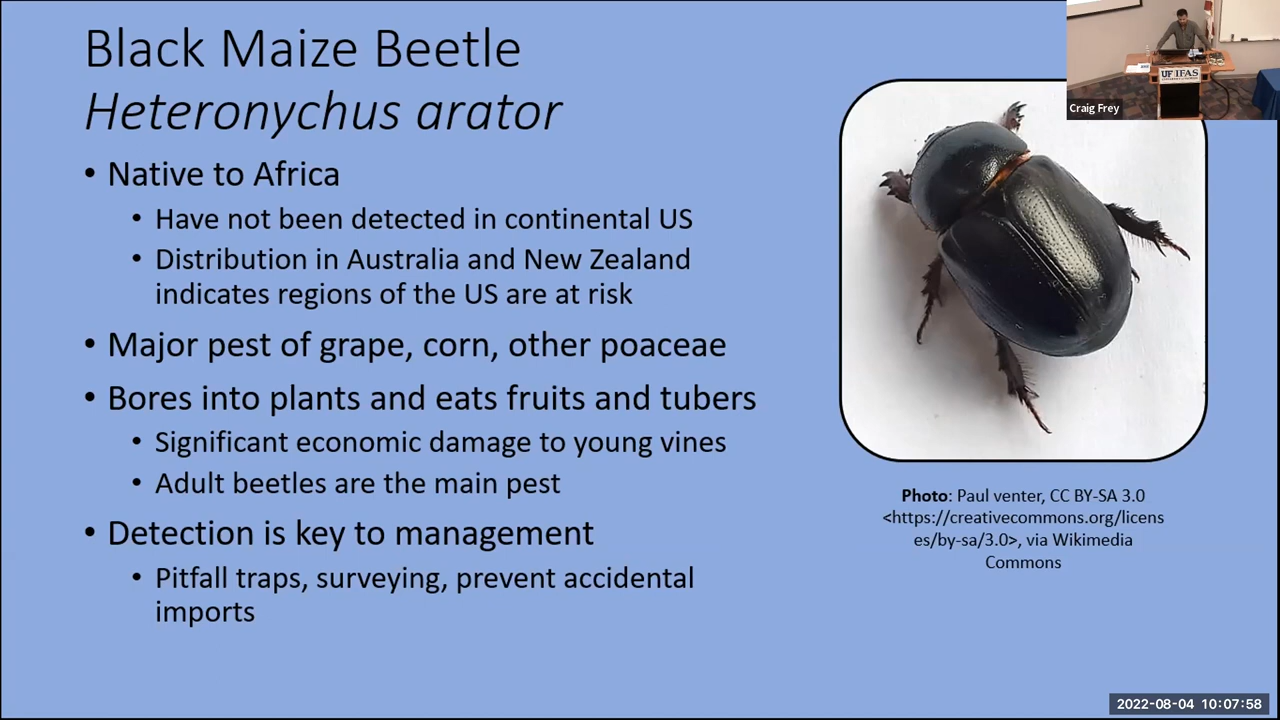 Black Maize Beetle
Heteronychus arator
• Native to Africa
• Have not been detected in continental US
• Distribution in Australia and New Zealand
indicates regions of the US are at risk
• Major pest of grape, corn, other poaceae
• Bores into plants and eats fruits and tubers
• Significant economic damage to young vines
• Adult beetles are the main pest
• Detection is key to management
• Pitfall traps, surveying, prevent accidental
imports
UF IFAS
Craig Frey
Photo: Paul venter, CC BY-SA 3.0
<https://creativecommons.org/licens
es/by-sa/3.0>, via Wikimedia
Commons
2022-08-04 10:07:58